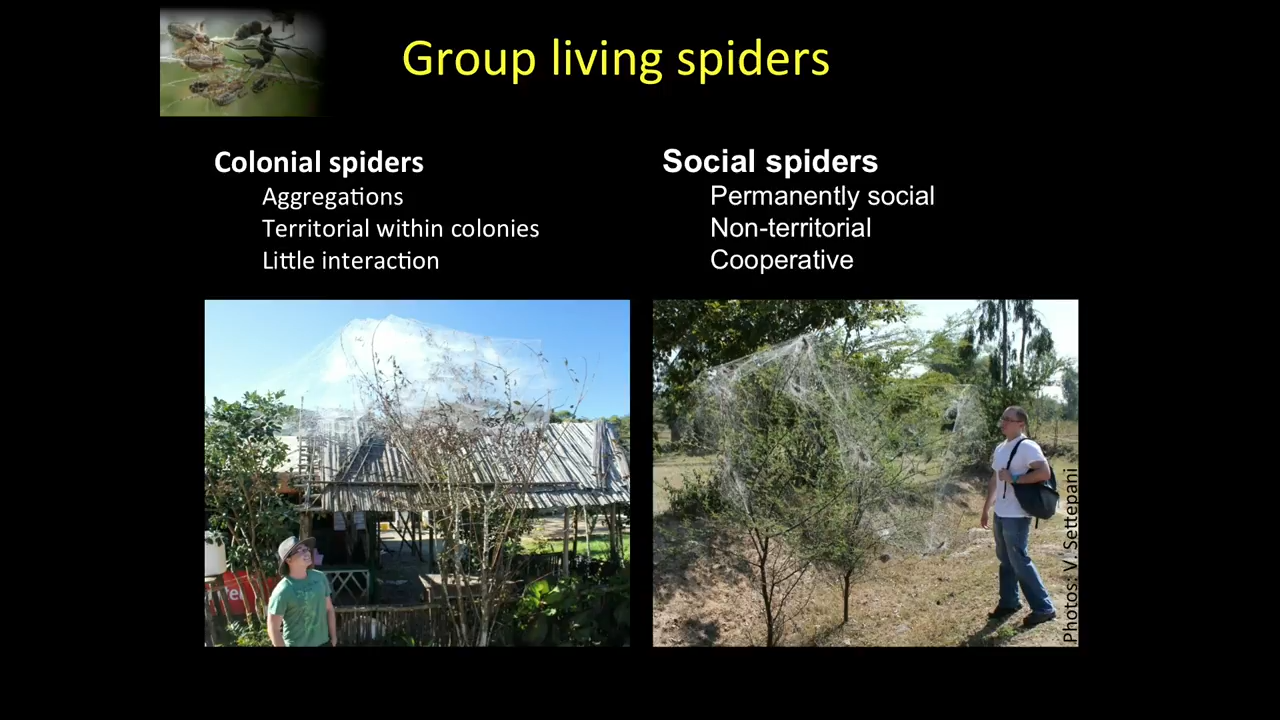 Group living spiders
Colonial spiders
Aggregations
Territorial within colonies
Little interaction
Social spiders
Permanently social
Non-territorial
Cooperative
Photos: V. Settepani